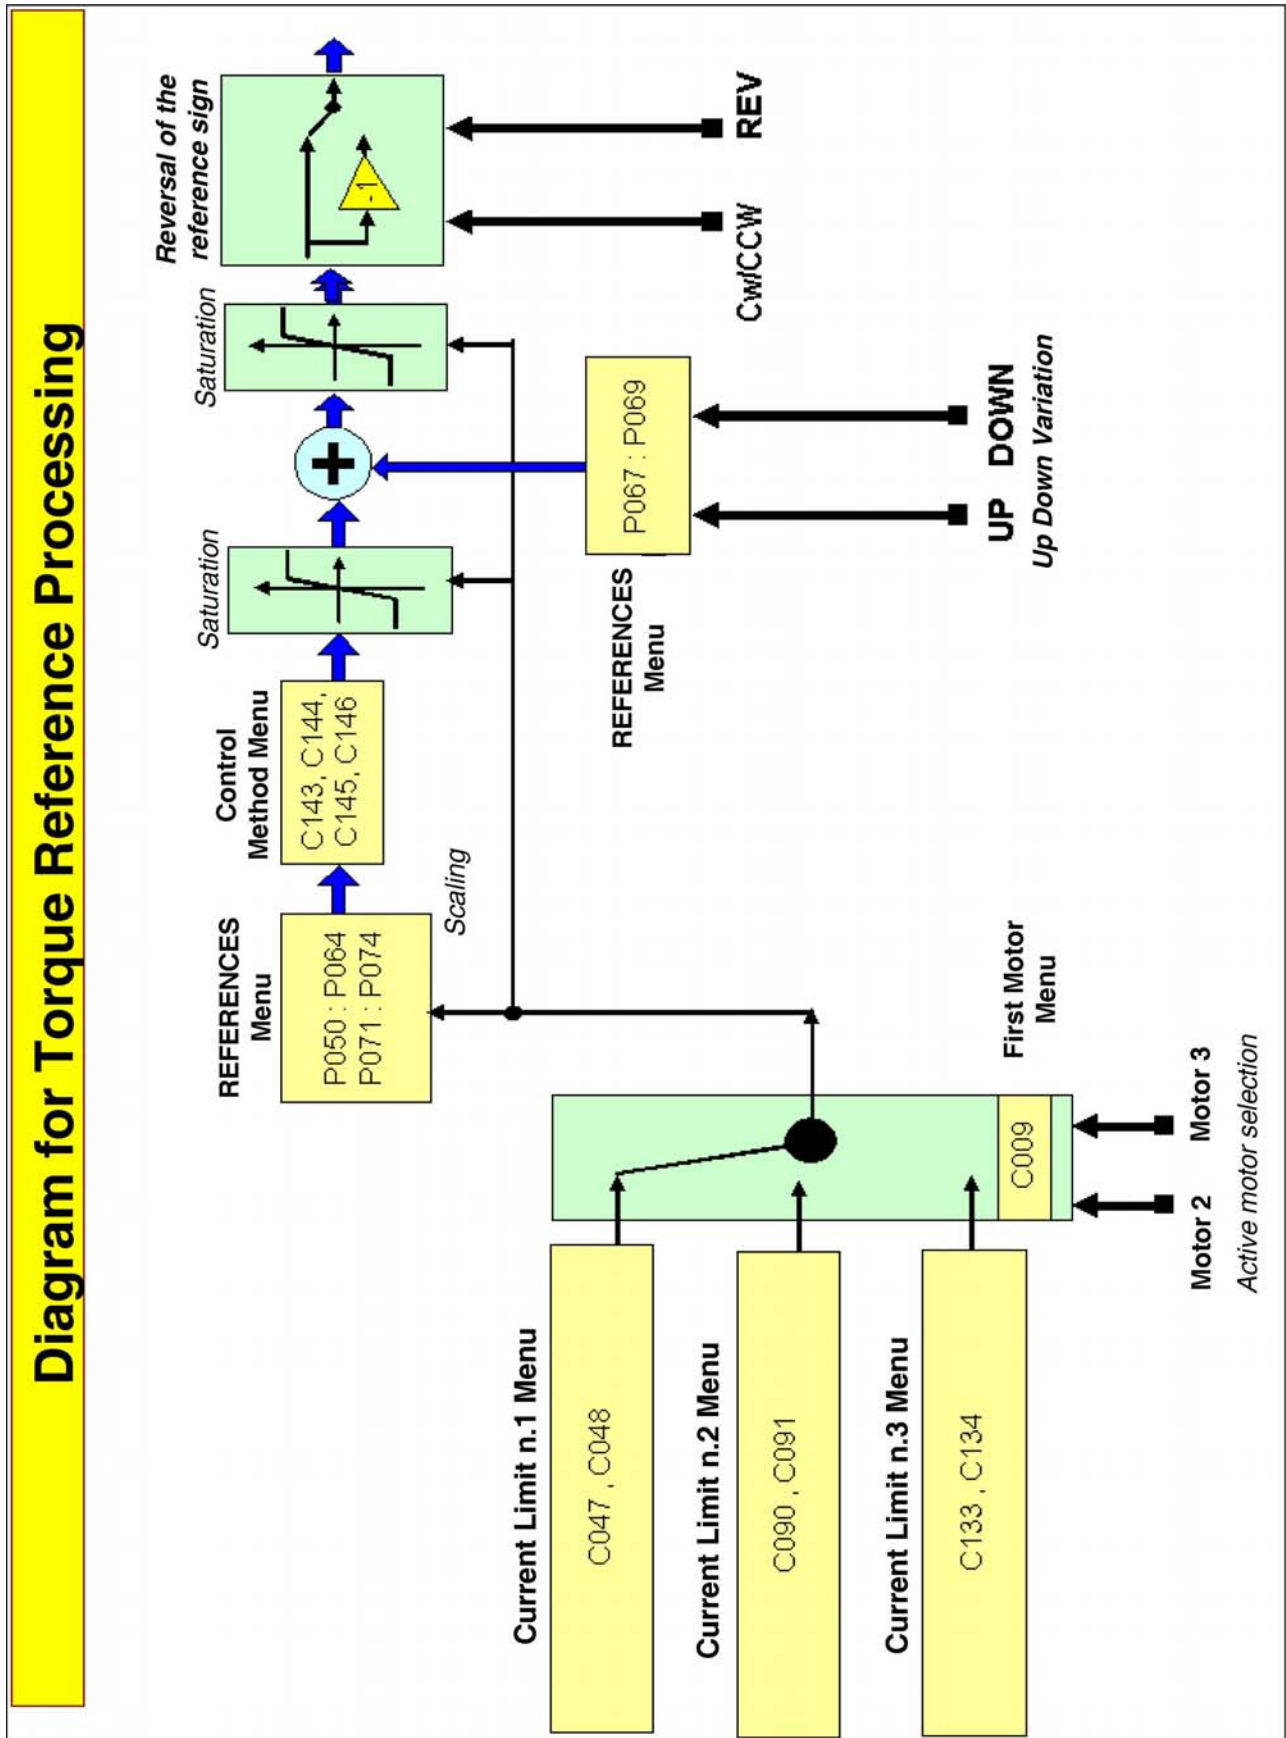 Diagram for Torque Reference Processing
REFERENCES
Menu
P050 : P064
P071 : P074
Scaling
Control
Method Menu
C143, C144,
C145, C146
Saturation
Saturation
Reversal of the
reference sign
-1
Cw/CCW
REV
REFERENCES
Menu
P067 : P069
UP
DOWN
Up Down Variation
Current Limit n.1 Menu
C047 , C048
Current Limit n.2 Menu
C090 , C091
Current Limit n.3 Menu
C133 , C134
C009
First Motor
Menu
Motor 2
Motor 3
Active motor selection